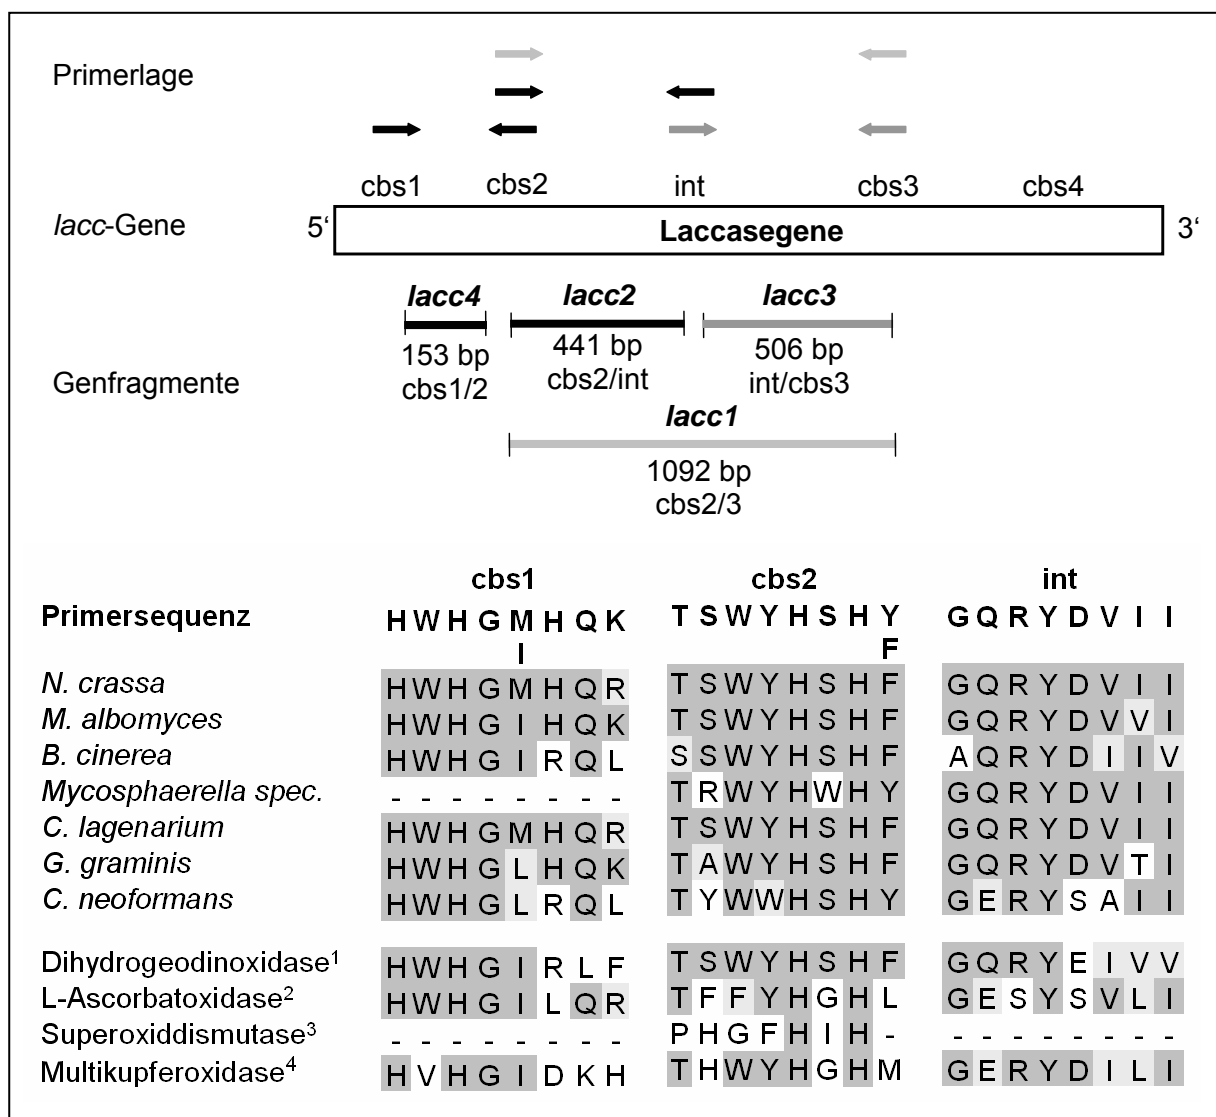 Primerlage
cbs1 cbs2 int cbs3 cbs4
lacc-Gene 5‘ Laccasegene 3‘
lacc4 lacc2 lacc3
153 bp 441 bp 506 bp
cbs1/2 cbs2/int int/cbs3
Genfragmente
lacc1
1092 bp
cbs2/3
cbs1 cbs2 int
Primersequenz H W H G M H Q K T S W Y H S H Y G Q R Y D V I I
I F
N. crassa H W H G M H Q R T S W Y H S H F G Q R Y D V I I
M. albomyces H W H G I H Q K T S W Y H S H F G Q R Y D V V I
B. cinerea H W H G I R Q L S S W Y H S H F A Q R Y D I I V
Mycosphaerella spec. - - - - - - - - T R W Y H W H Y G Q R Y D V I I
C. lagenarium H W H G M H Q R T S W Y H S H F G Q R Y D V I I
G. graminis H W H G L H Q K T A W Y H S H F G Q R Y D V T I
C. neoformans H W H G L R Q L T Y W W H S H Y G E R Y S A I I
Dihydrogeodinoxidase¹ H W H G I R L F T S W Y H S H F G Q R Y E I V V
L-Ascorbatoxidase² H W H G I L Q R T F F Y H G H L G E S Y S V L I
Superoxiddismutase³ - - - - - - - - P H G F H I H - - - - - - - - -
Multikupferoxidase⁴ H V H G I D K H T H W Y H G H M G E R Y D I L I